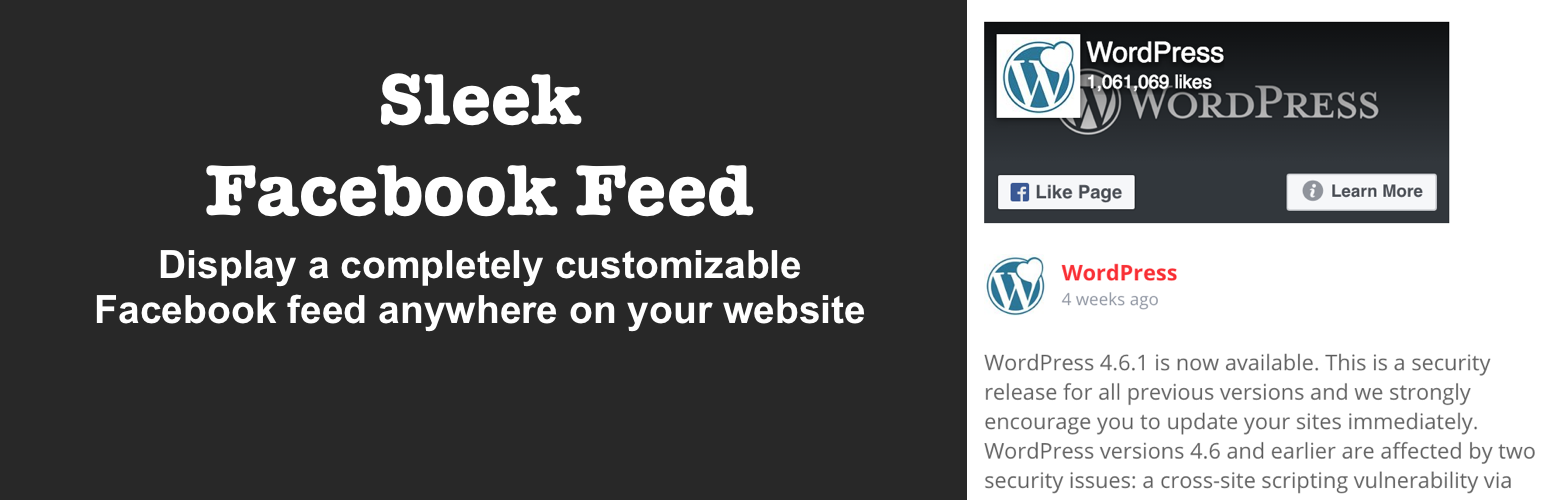 Sleek
Facebook Feed
Display a completely customizable
Facebook feed anywhere on your website
WordPress
1,061,069 likes
WORDPRESS
Like Page
Learn More
WordPress
4 weeks ago
WordPress 4.6.1 is now available. This is a security
release for all previous versions and we strongly
encourage you to update your sites immediately.
WordPress versions 4.6 and earlier are affected by two
security issues: a cross-site scripting vulnerability via